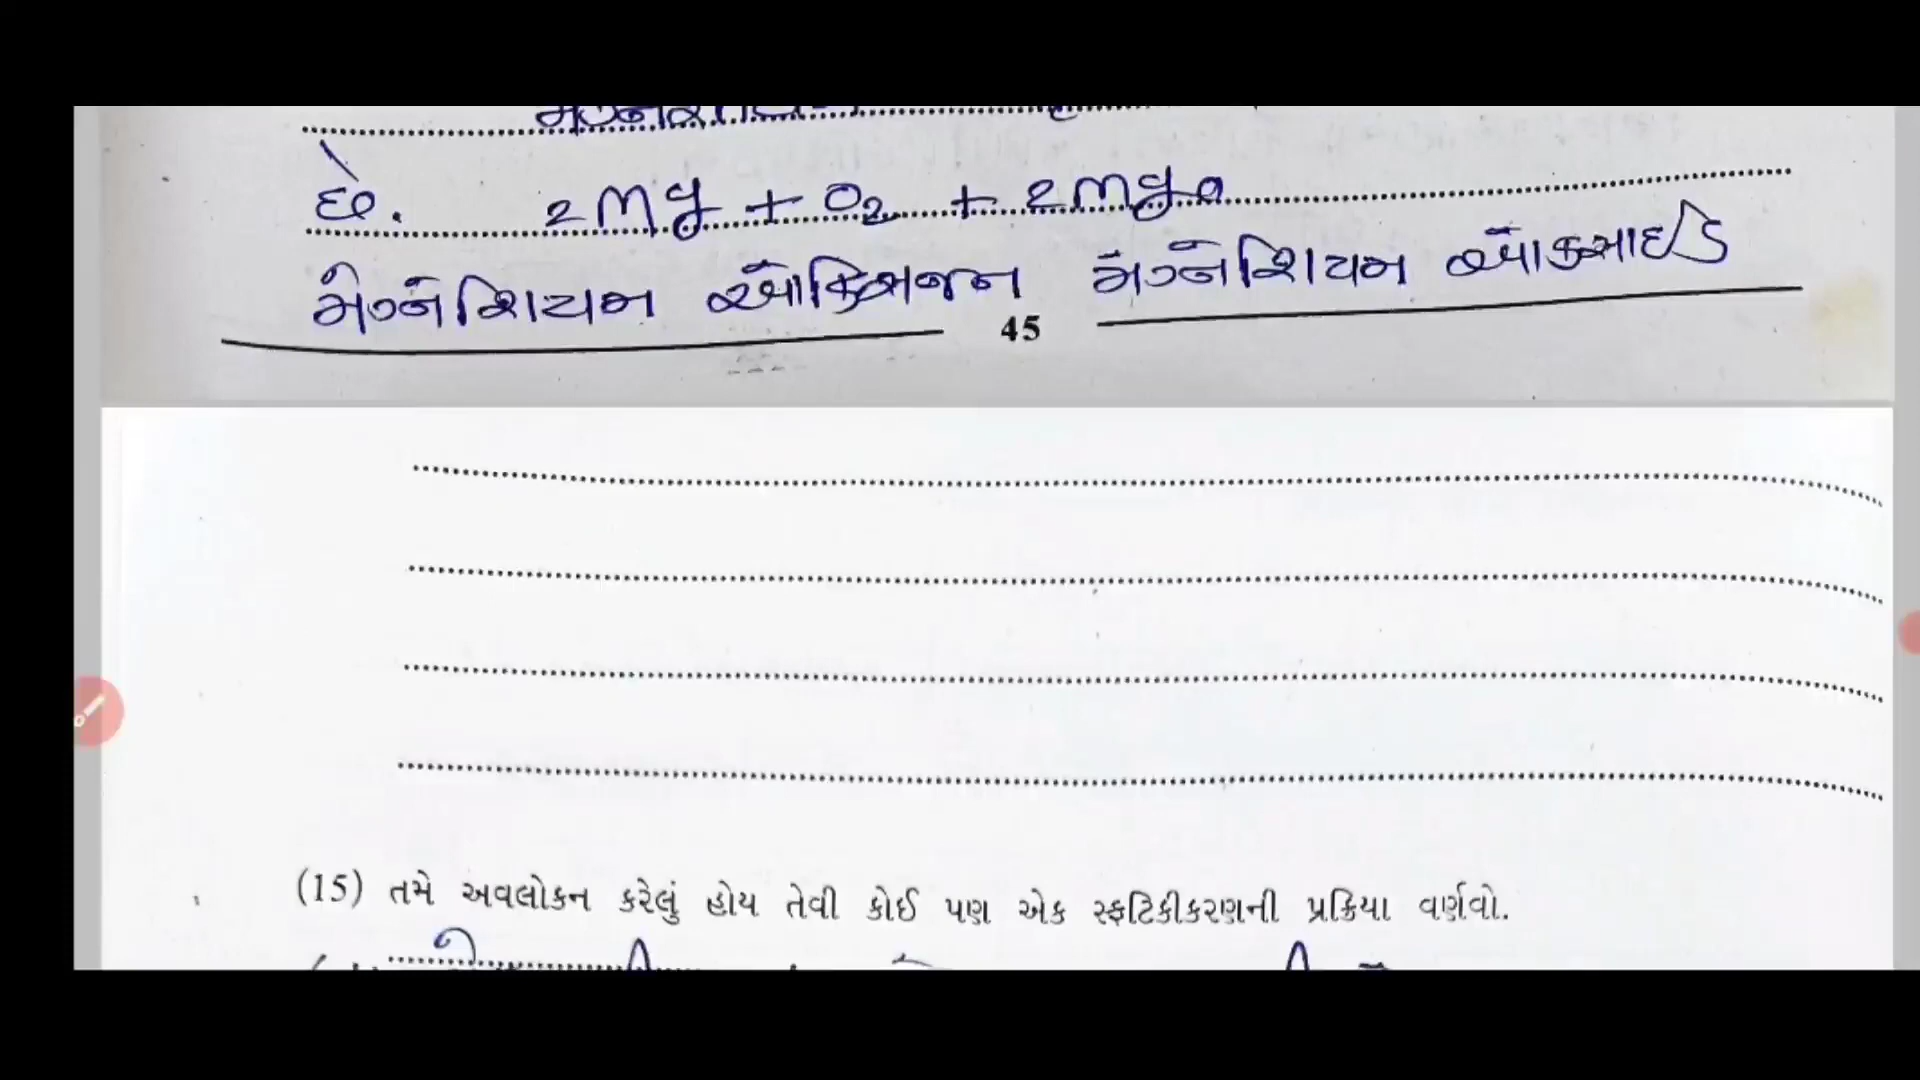 છે. 2Mg + O2 + 2Mgo
મેગ્નેશિયમ ઓક્સિજન મેગ્નેશિયમ ઓક્સાઇડ
45
(15) તમે અવલોકન કરેલું હોય તેવી કોઈ પણ એક સ્ફટિકીકરણની પ્રક્રિયા વર્ણવો.